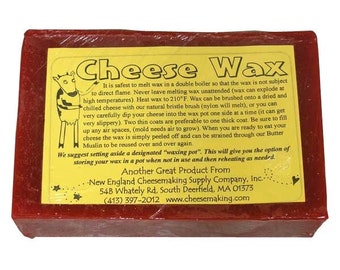 Cheese Wax
It is safest to melt wax in a double boiler so that the wax is not subject
to direct flame. Never leave melting wax unattended (wax can explode
at high temperatures). Heat wax to 210°F. Wax can be brushed onto a dried and
chilled cheese with our natural bristle brush (nylon will melt), or you can
very carefully dip your cheese into the wax pot one side at a time (it can get
very slippery). Two thin coats are preferable to one thick coat. Be sure to fill
up any air spaces, (mold needs air to grow). When you are ready to eat your
cheese the wax is simply peeled off and can be strained through our Butter
Muslin to be reused over and over again.
We suggest setting aside a designated "waxing pot". This will give you the option of
storing your wax in a pot when not in use and then reheating as needed.
Another Great Product From
New England Cheesemaking Supply Company, Inc.
54B Whately Rd, South Deerfield, MA 01373
(413) 397-2012 www.cheesemaking.com